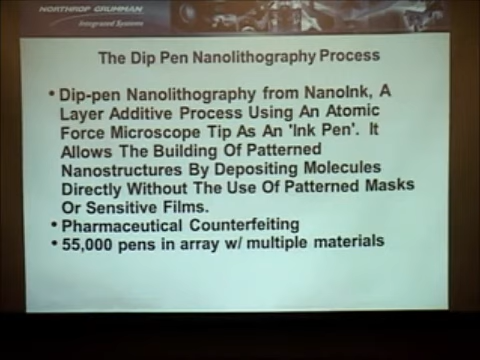 NORTHROP GRUMMAN
Integrated Systems
The Dip Pen Nanolithography Process
• Dip-pen Nanolithography from NanoInk, A
Layer Additive Process Using An Atomic
Force Microscope Tip As An 'Ink Pen'. It
Allows The Building Of Patterned
Nanostructures By Depositing Molecules
Directly Without The Use Of Patterned Masks
Or Sensitive Films.
• Pharmaceutical Counterfeiting
• 55,000 pens in array w/ multiple materials